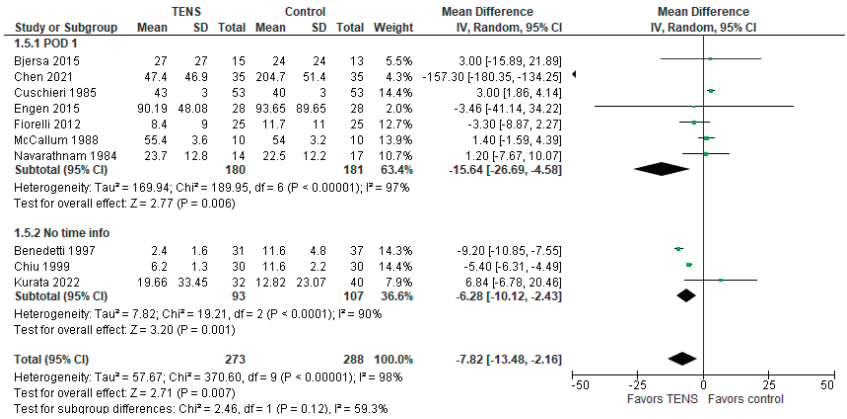 TENS Control Mean Difference Mean Difference
Study or Subgroup Mean SD Total Mean SD Total Weight IV, Random, 95% CI IV, Random, 95% CI
1.5.1 POD 1
Bjersa 2015 27 27 15 24 24 13 5.5% 3.00 [-15.89, 21.89]
Chen 2021 47.4 46.9 35 204.7 51.4 35 4.3% -157.30 [-180.35, -134.25]
Cuschieri 1985 43 3 53 40 3 53 14.4% 3.00 [1.86, 4.14]
Engen 2015 90.19 48.08 28 93.65 89.65 28 2.0% -3.46 [-41.14, 34.22]
Fiorelli 2012 8.4 9 25 11.7 11 25 12.7% -3.30 [-8.87, 2.27]
McCallum 1988 55.4 3.6 10 54 3.2 10 13.9% 1.40 [-1.59, 4.39]
Navarathnam 1984 23.7 12.8 14 22.5 12.2 17 10.7% 1.20 [-7.67, 10.07]
Subtotal (95% CI) 180 181 63.4% -15.64 [-26.69, -4.58]
Heterogeneity: Tau² = 169.94; Chi² = 189.95, df = 6 (P < 0.00001); I² = 97%
Test for overall effect: Z = 2.77 (P = 0.006)
1.5.2 No time info
Benedetti 1997 2.4 1.6 31 11.6 4.8 37 14.3% -9.20 [-10.85, -7.55]
Chiu 1999 6.2 1.3 30 11.6 2.2 30 14.4% -5.40 [-6.31, -4.49]
Kurata 2022 19.66 33.45 32 12.82 23.07 40 7.9% 6.84 [-6.78, 20.46]
Subtotal (95% CI) 93 107 36.6% -6.28 [-10.12, -2.43]
Heterogeneity: Tau² = 7.82; Chi² = 19.21, df = 2 (P < 0.0001); I² = 90%
Test for overall effect: Z = 3.20 (P = 0.001)
Total (95% CI) 273 288 100.0% -7.82 [-13.48, -2.16]
Heterogeneity: Tau² = 57.67; Chi² = 370.60, df = 9 (P < 0.00001); I² = 98%
Test for overall effect: Z = 2.71 (P = 0.007)
Test for subgroup differences: Chi² = 2.46, df = 1 (P = 0.12), I² = 59.3%
-50 -25 0 25 50
Favors TENS Favors control